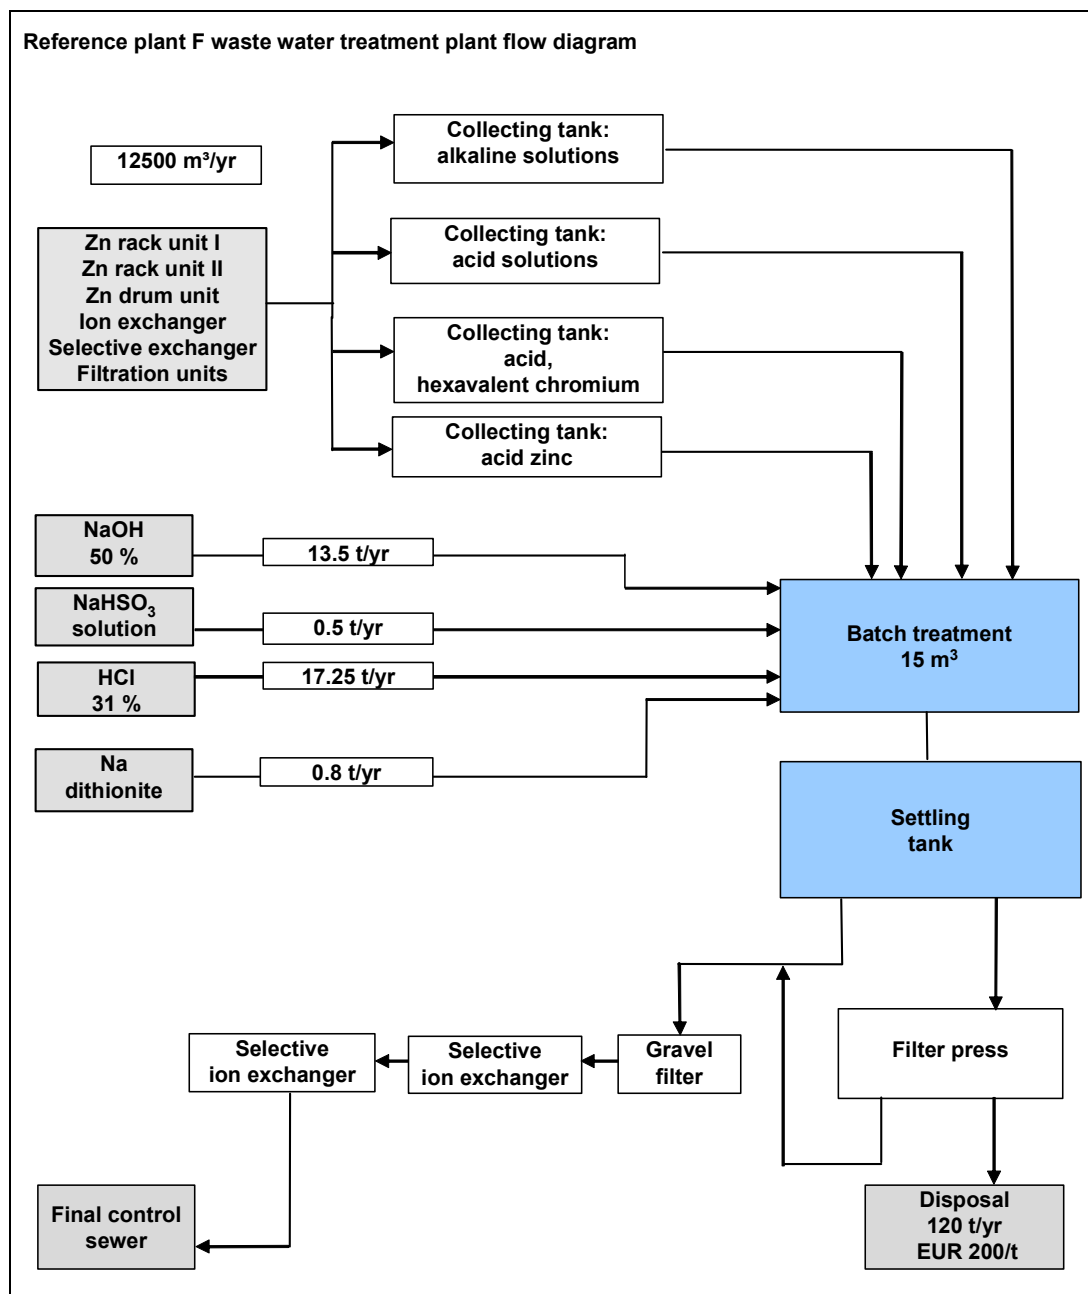 Reference plant F waste water treatment plant flow diagram
12500 m³/yr
Collecting tank:
alkaline solutions
Zn rack unit I
Zn rack unit II
Zn drum unit
Ion exchanger
Selective exchanger
Filtration units
Collecting tank:
acid solutions
Collecting tank:
acid,
hexavalent chromium
Collecting tank:
acid zinc
NaOH
50 %
13.5 t/yr
NaHSO₃
solution
0.5 t/yr
HCl
31 %
17.25 t/yr
Na
dithionite
0.8 t/yr
Batch treatment
15 m³
Settling
tank
Filter press
Gravel
filter
Selective
ion exchanger
Selective
ion exchanger
Final control
sewer
Disposal
120 t/yr
EUR 200/t